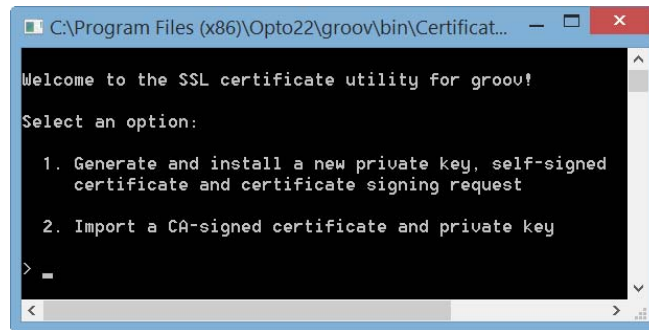 C:\Program Files (x86)\Opto22\groov\bin\Certificat...
Welcome to the SSL certificate utility for groov!
Select an option:
1. Generate and install a new private key, self-signed
certificate and certificate signing request
2. Import a CA-signed certificate and private key
> _